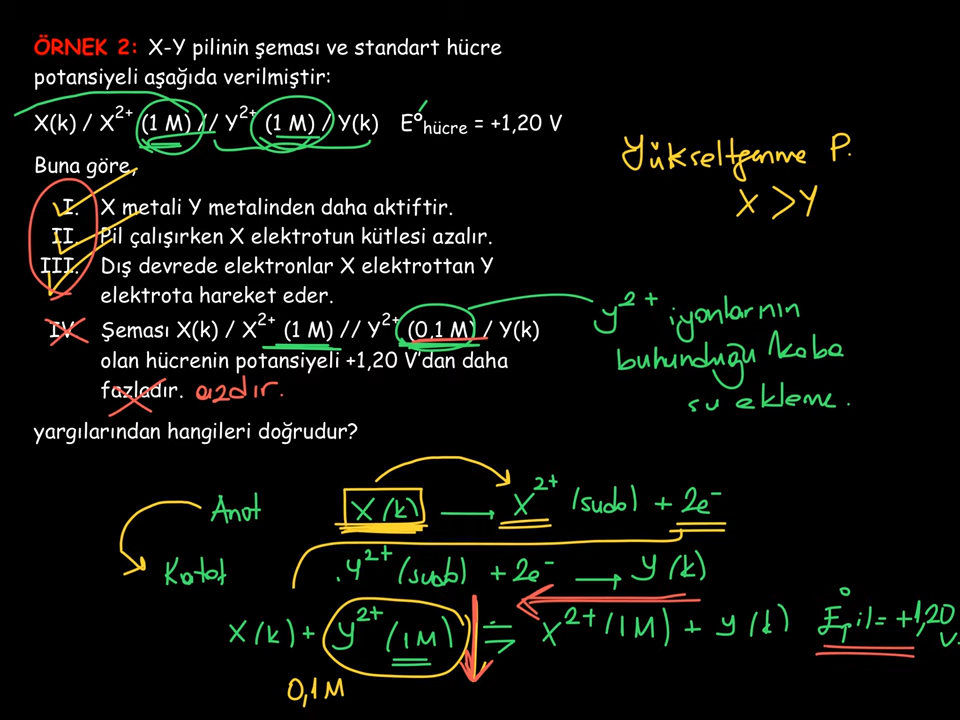 ÖRNEK 2: X-Y pilinin şeması ve standart hücre
potansiyeli aşağıda verilmiştir:
X(k) / X²⁺ (1 M) // Y²⁺ (1 M) / Y(k) E°hücre = +1,20 V
Buna göre,
I. X metali Y metalinden daha aktiftir.
II. Pil çalışırken X elektrotun kütlesi azalır.
III. Dış devrede elektronlar X elektrottan Y
elektrota hareket eder.
IV. Şeması X(k) / X²⁺ (1 M) // Y²⁺ (0,1 M) / Y(k)
olan hücrenin potansiyeli +1,20 V'dan daha
fazladır. azdır.
yargılarından hangileri doğrudur?
Yükseltgenme P.
X > Y
Y²⁺ iyonlarının
bulunduğu kaba
su ekleme.
Anot X(k) → X²⁺ (suda) + 2e⁻
Katot Y²⁺ (suda) + 2e⁻ → Y(k)
X(k) + Y²⁺ (1M) ⇌ X²⁺ (1M) + Y(k) E°pil = +1,20 V.
0,1M